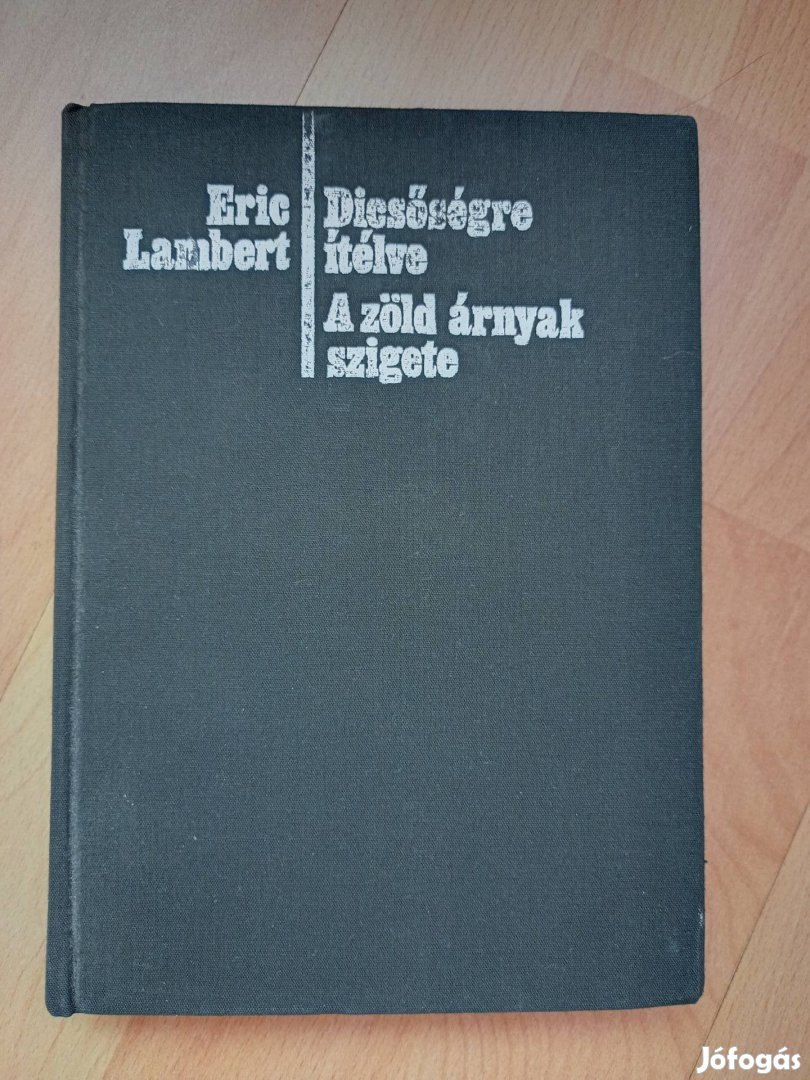 Eric
Lambert
Dicsőségre
ítélve
A zöld árnyak
szigete
Jófogás